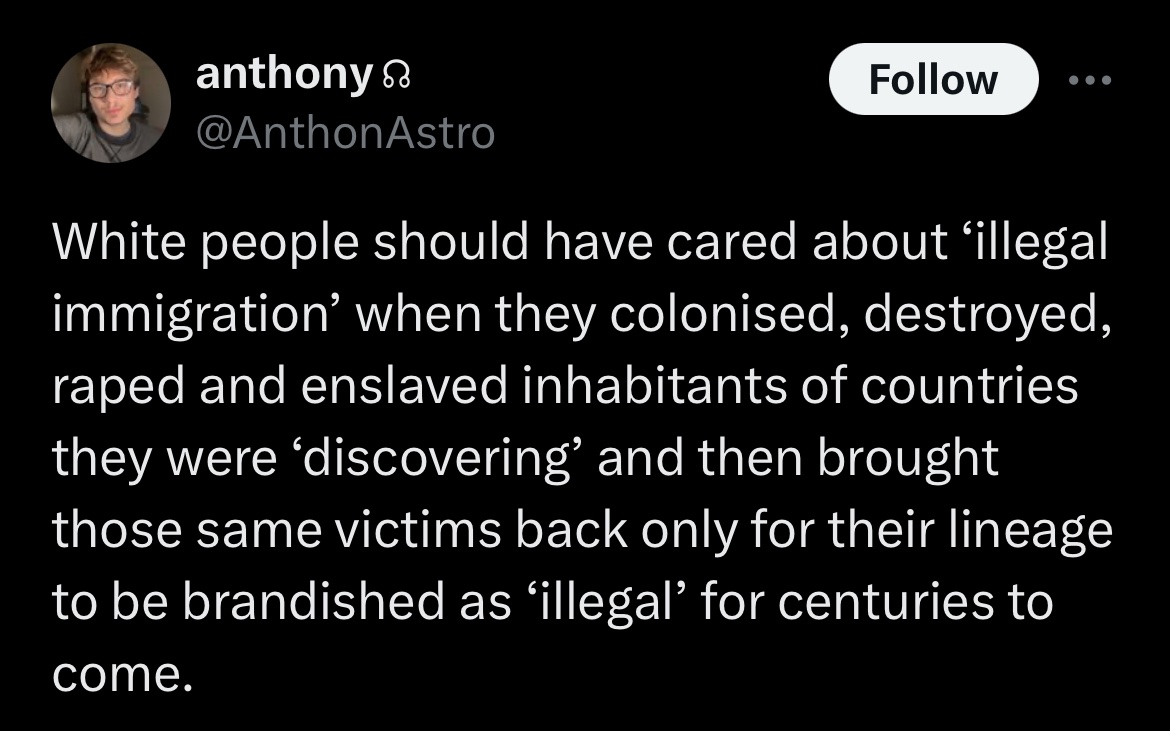 anthony ☊
Follow
@AnthonAstro
White people should have cared about ‘illegal
immigration’ when they colonised, destroyed,
raped and enslaved inhabitants of countries
they were ‘discovering’ and then brought
those same victims back only for their lineage
to be brandished as ‘illegal’ for centuries to
come.